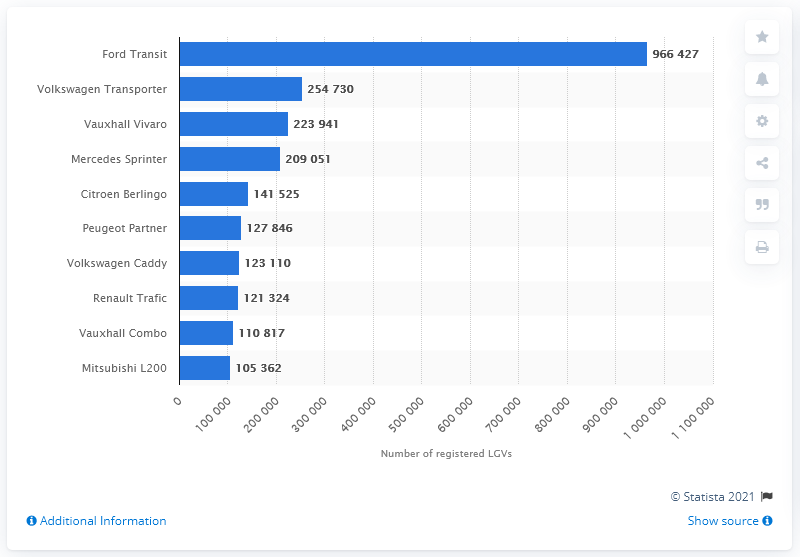 Ford Transit 966 427
Volkswagen Transporter 254 730
Vauxhall Vivaro 223 941
Mercedes Sprinter 209 051
Citroen Berlingo 141 525
Peugeot Partner 127 846
Volkswagen Caddy 123 110
Renault Trafic 121 324
Vauxhall Combo 110 817
Mitsubishi L200 105 362
0 100 000 200 000 300 000 400 000 500 000 600 000 700 000 800 000 900 000 1 000 000 1 100 000
Number of registered LGVs
© Statista 2021
Additional Information Show source